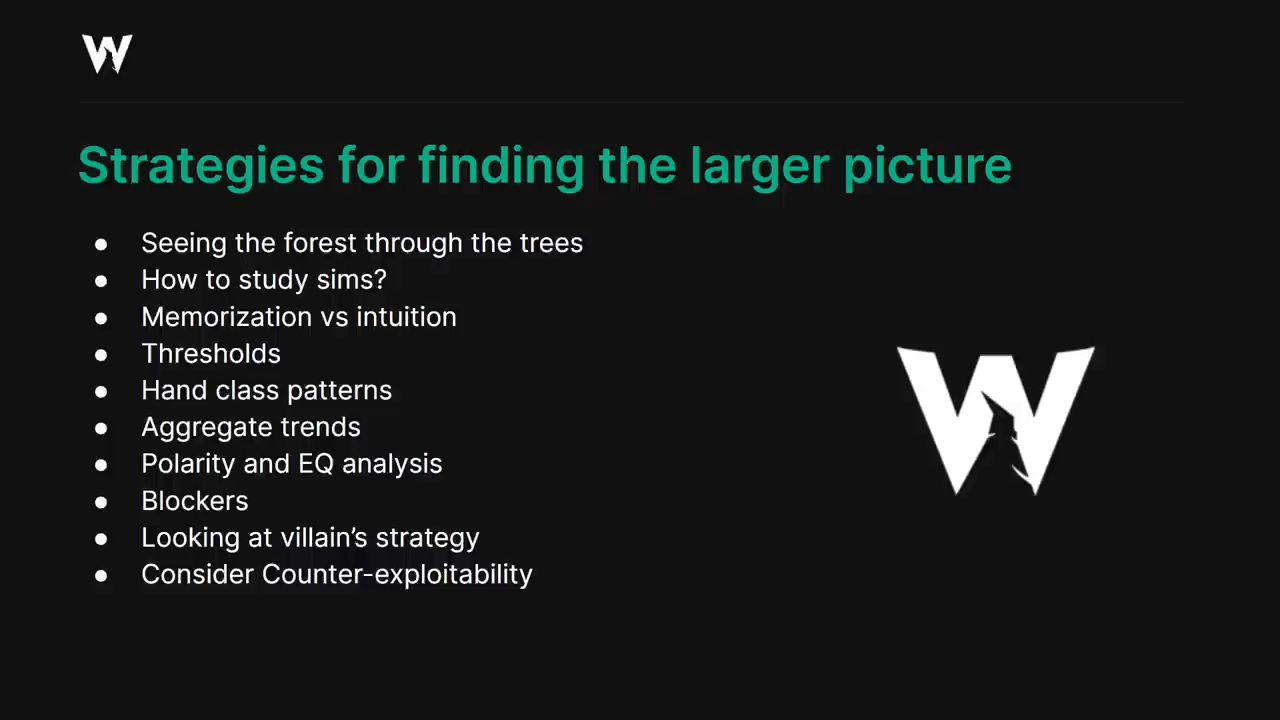 W
Strategies for finding the larger picture
● Seeing the forest through the trees
● How to study sims?
● Memorization vs intuition
● Thresholds
● Hand class patterns
● Aggregate trends
● Polarity and EQ analysis
● Blockers
● Looking at villain’s strategy
● Consider Counter-exploitability
W